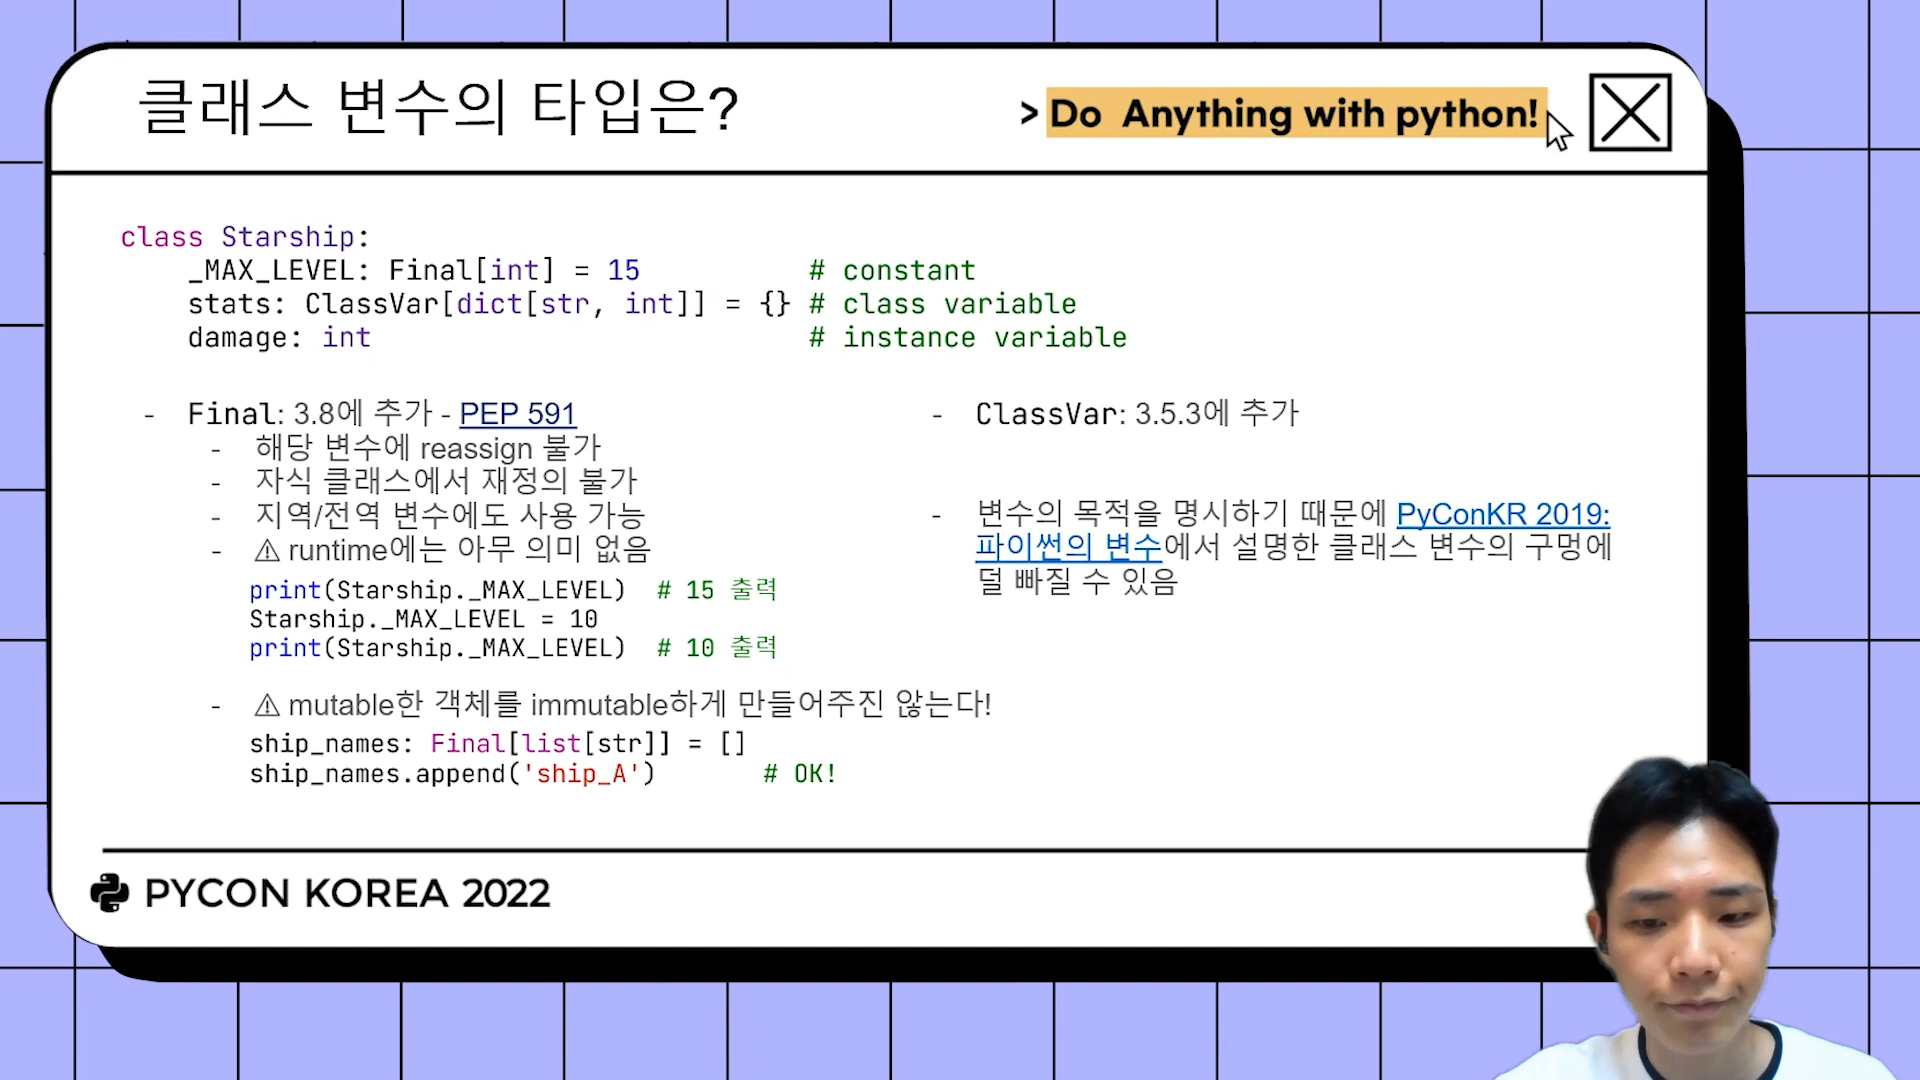 클래스 변수의 타입은?
> Do Anything with python!
class Starship:
_MAX_LEVEL: Final[int] = 15 # constant
stats: ClassVar[dict[str, int]] = {} # class variable
damage: int # instance variable
- Final: 3.8에 추가 - PEP 591
- 해당 변수에 reassign 불가
- 자식 클래스에서 재정의 불가
- 지역/전역 변수에도 사용 가능
- ⚠ runtime에는 아무 의미 없음
print(Starship._MAX_LEVEL) # 15 출력
Starship._MAX_LEVEL = 10
print(Starship._MAX_LEVEL) # 10 출력
- ⚠ mutable한 객체를 immutable하게 만들어주진 않는다!
ship_names: Final[list[str]] = []
ship_names.append('ship_A') # OK!
- ClassVar: 3.5.3에 추가
- 변수의 목적을 명시하기 때문에 PyConKR 2019:
파이썬의 변수에서 설명한 클래스 변수의 구멍에
덜 빠질 수 있음
PYCON KOREA 2022